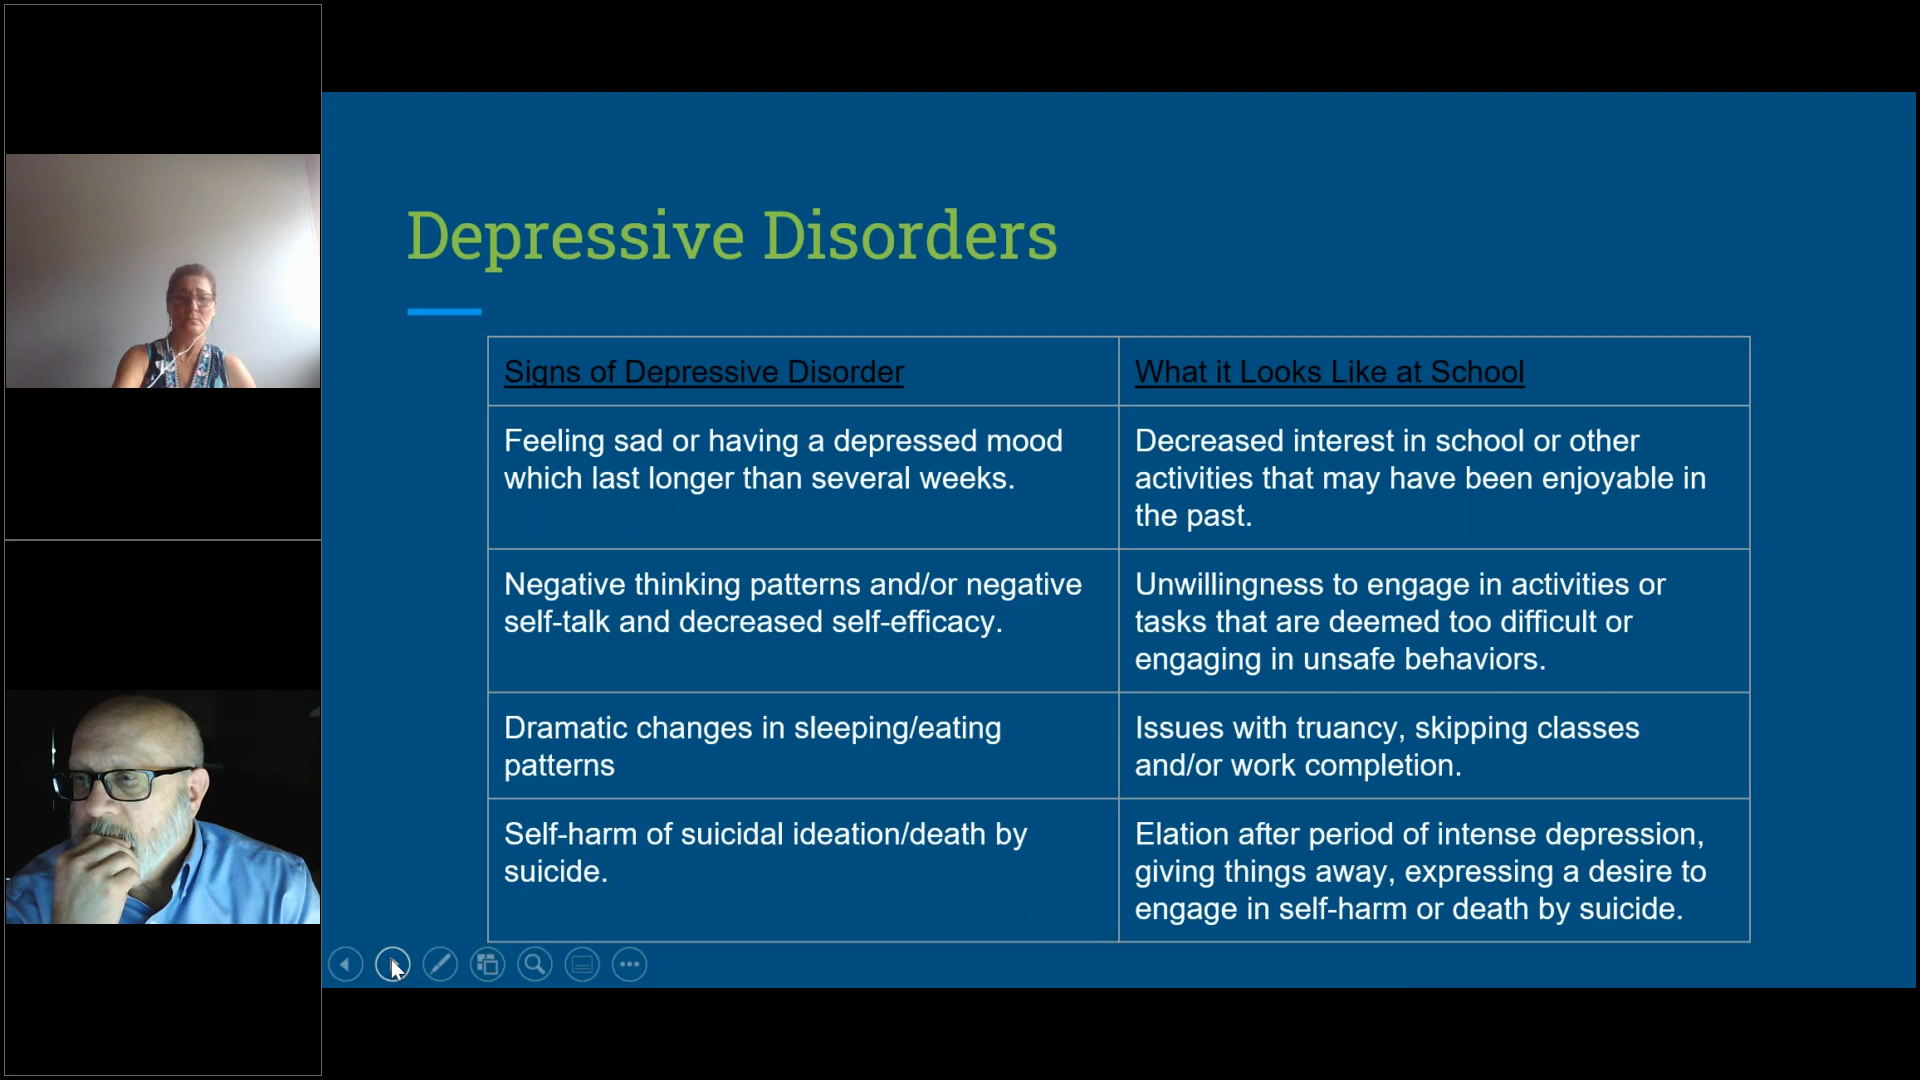 Depressive Disorders
Signs of Depressive Disorder
What it Looks Like at School
Feeling sad or having a depressed mood
which last longer than several weeks.
Decreased interest in school or other
activities that may have been enjoyable in
the past.
Negative thinking patterns and/or negative
self-talk and decreased self-efficacy.
Unwillingness to engage in activities or
tasks that are deemed too difficult or
engaging in unsafe behaviors.
Dramatic changes in sleeping/eating
patterns
Issues with truancy, skipping classes
and/or work completion.
Self-harm of suicidal ideation/death by
suicide.
Elation after period of intense depression,
giving things away, expressing a desire to
engage in self-harm or death by suicide.